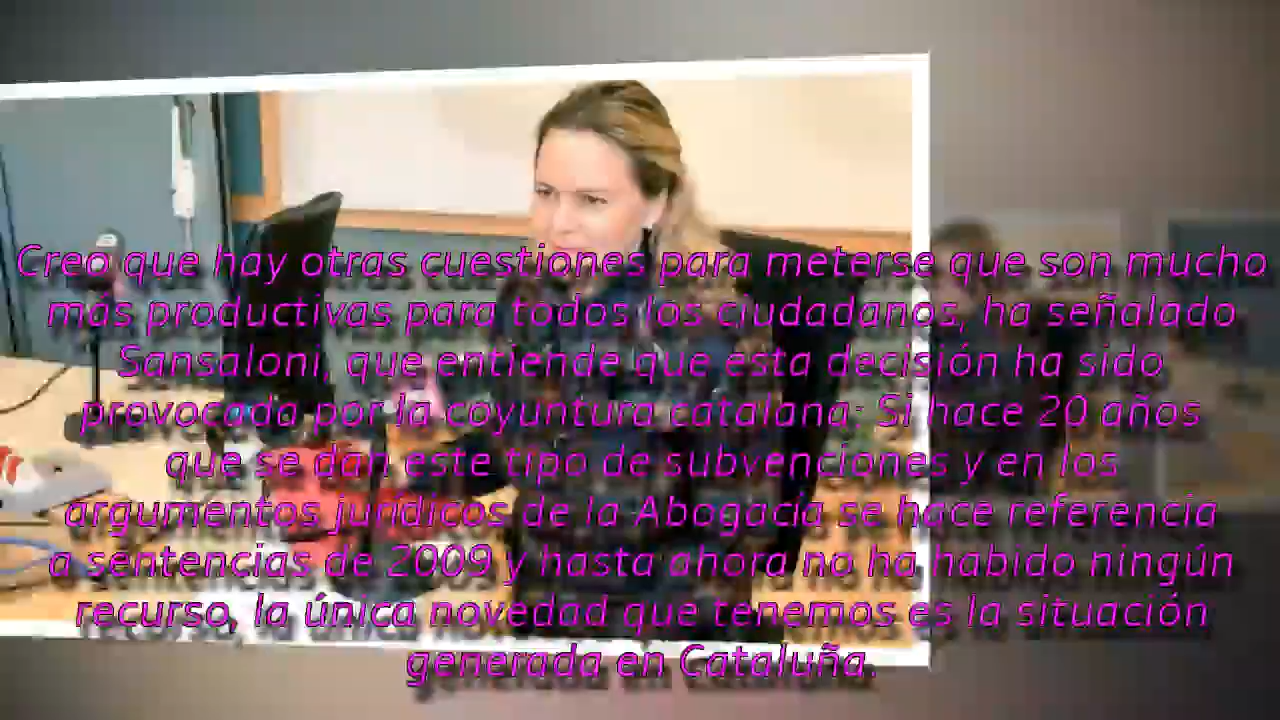 Creo que hay otras cuestiones para meterse que son mucho
más productivas para todos los ciudadanos, ha señalado
Sansaloni, que entiende que esta decisión ha sido
provocada por la coyuntura catalana: Si hace 20 años
que se dan este tipo de subvenciones y en los
argumentos jurídicos de la Abogacía se hace referencia
a sentencias de 2009 y hasta ahora no ha habido ningún
recurso, la única novedad que tenemos es la situación
generada en Cataluña.